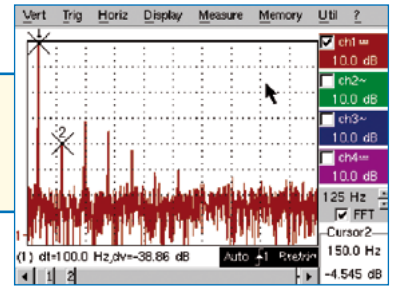 Vert Trig Horiz Display Measure Memory Util ?
1
2
ch1
10.0 dB
ch2~
10.0 dB
ch3~
10.0 dB
ch4
10.0 dB
125 Hz
FFT
Cursor2
150.0 Hz
-4.545 dB
1
(1) dt=100.0 Hz,dv=-38.86 dB Auto 1
1 2